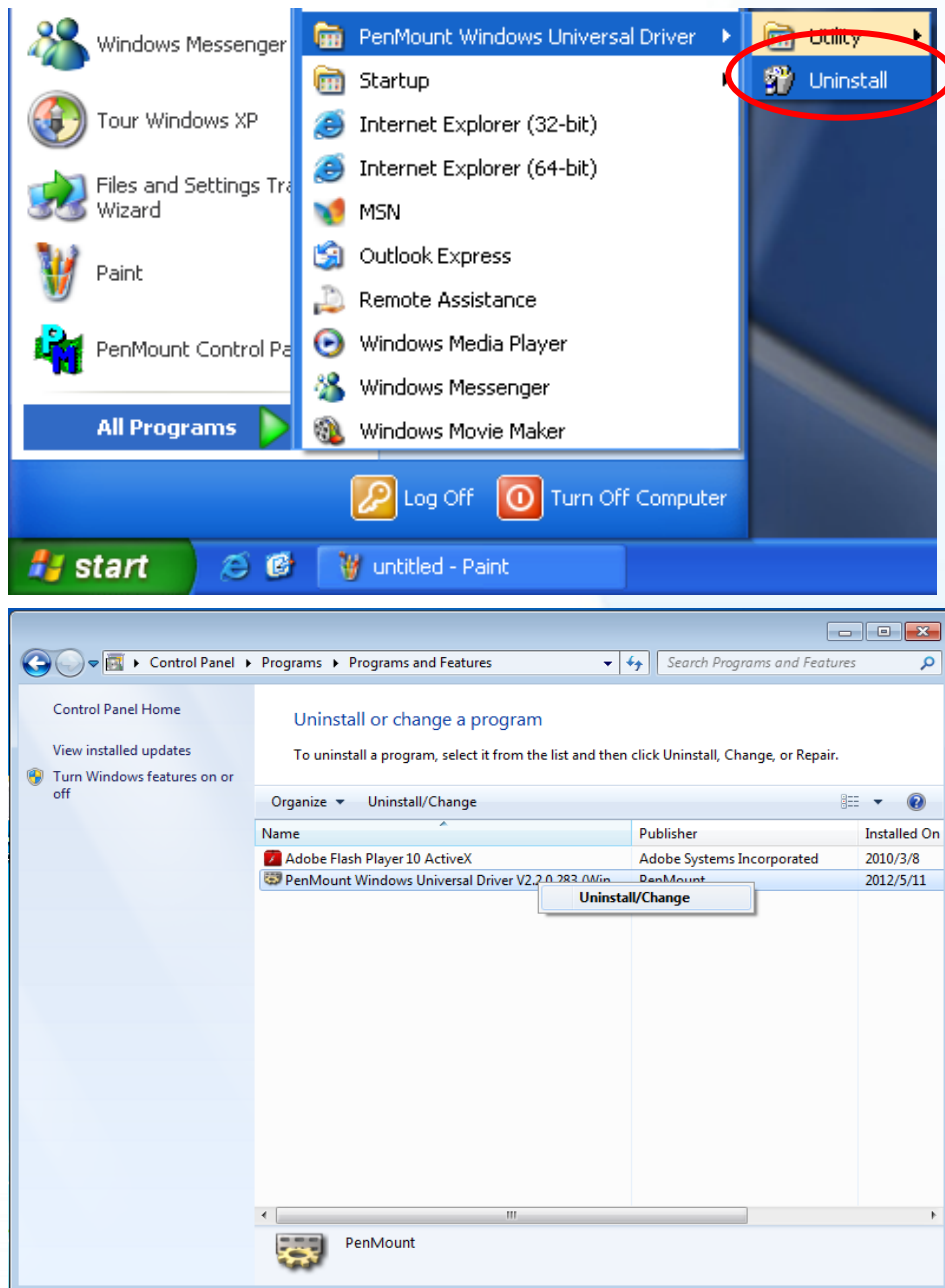 Windows Messenger
PenMount Windows Universal Driver
Utility
Startup
Uninstall
Tour Windows XP
Internet Explorer (32-bit)
Internet Explorer (64-bit)
Files and Settings Tra
Wizard
MSN
Outlook Express
Paint
Remote Assistance
PenMount Control Pa
Windows Media Player
Windows Messenger
All Programs
Windows Movie Maker
Log Off
Turn Off Computer
start
untitled - Paint
Control Panel Programs Programs and Features
Search Programs and Features
Control Panel Home
View installed updates
Turn Windows features on or
off
Uninstall or change a program
To uninstall a program, select it from the list and then click Uninstall, Change, or Repair.
Organize Uninstall/Change
Name Publisher Installed On
Adobe Flash Player 10 ActiveX Adobe Systems Incorporated 2010/3/8
PenMount Windows Universal Driver V2.2.0.283 (Win PenMount 2012/5/11
Uninstall/Change
PenMount